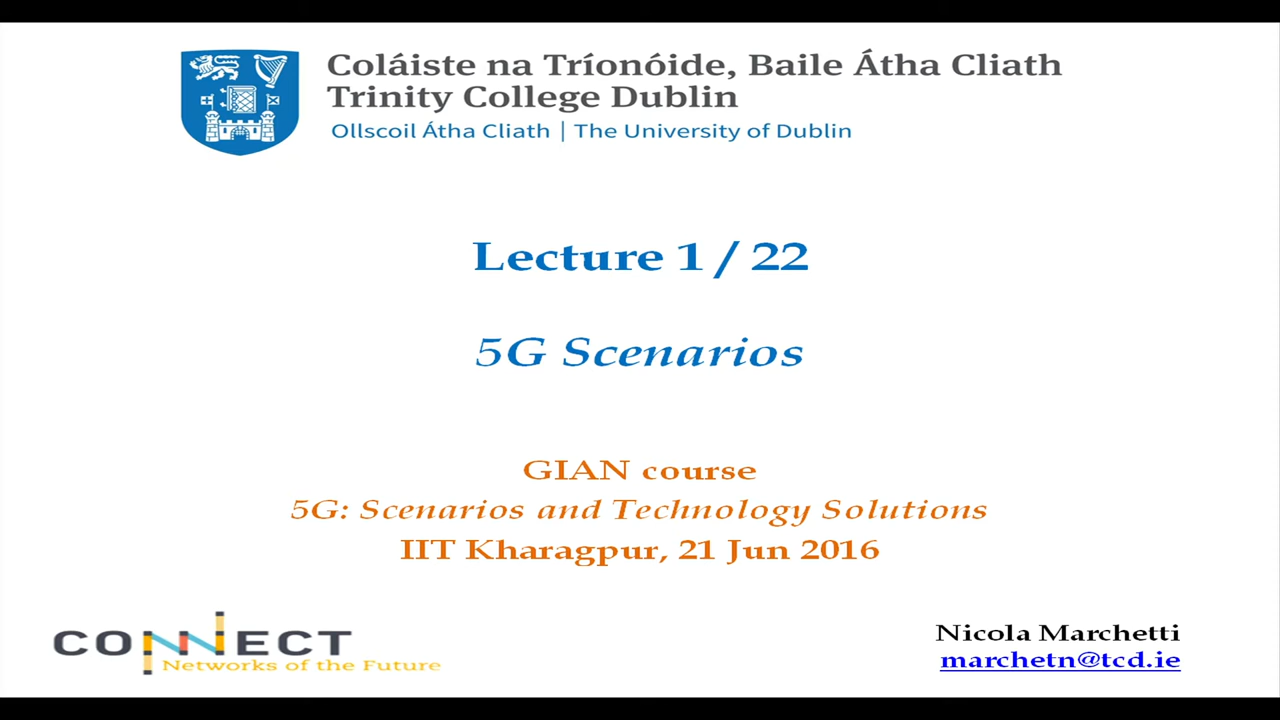 Coláiste na Tríonóide, Baile Átha Cliath
Trinity College Dublin
Ollscoil Átha Cliath | The University of Dublin
Lecture 1 / 22
5G Scenarios
GIAN course
5G: Scenarios and Technology Solutions
IIT Kharagpur, 21 Jun 2016
CONNECT
Networks of the Future
Nicola Marchetti
marchetn@tcd.ie